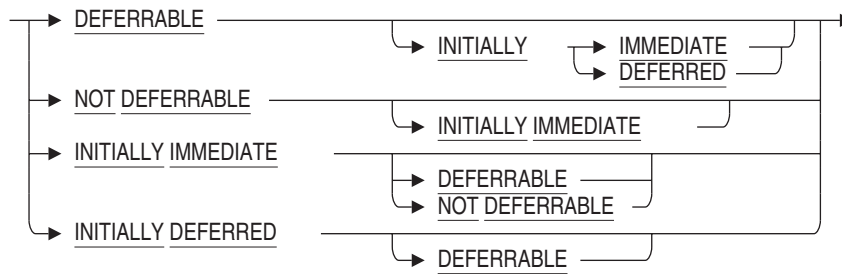 DEFERRABLE
INITIALLY IMMEDIATE
DEFERRED
NOT DEFERRABLE
INITIALLY IMMEDIATE
INITIALLY IMMEDIATE
DEFERRABLE
NOT DEFERRABLE
INITIALLY DEFERRED
DEFERRABLE